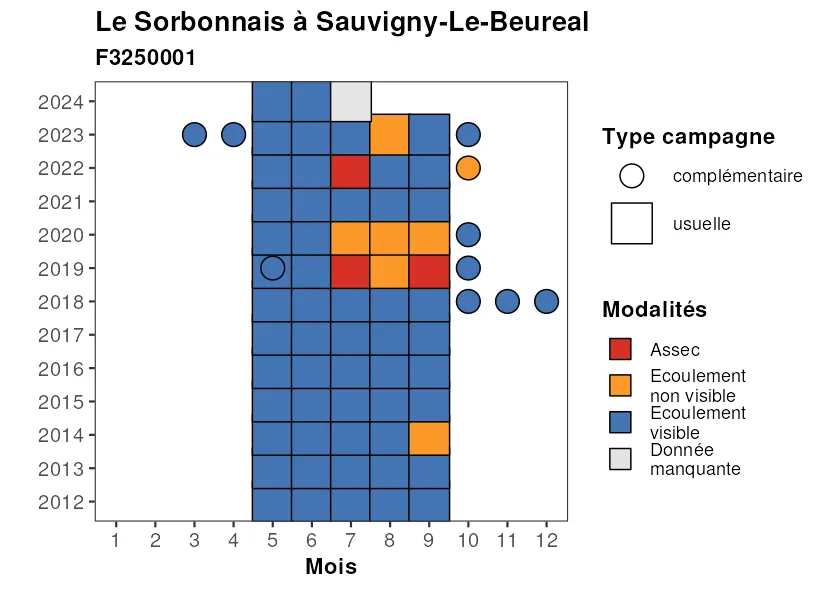 Le Sorbonnais à Sauvigny-Le-Beureal
F3250001
2024
2023
2022
2021
2020
2019
2018
2017
2016
2015
2014
2013
2012
1 2 3 4 5 6 7 8 9 10 11 12
Mois
Type campagne
complémentaire
usuelle
Modalités
Assec
Ecoulement
non visible
Ecoulement
visible
Donnée
manquante